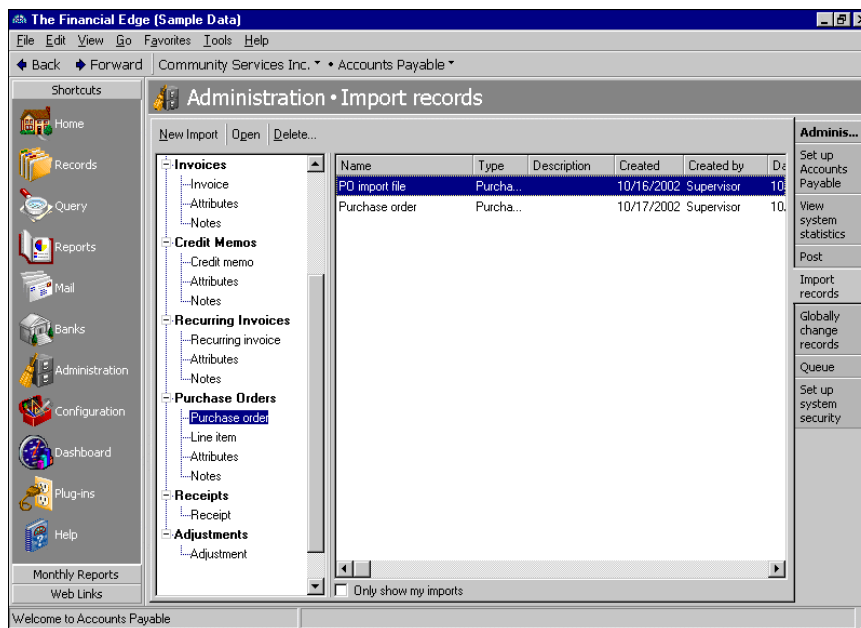 The Financial Edge (Sample Data)
File Edit View Go Favorites Tools Help
Back Forward Community Services Inc. • Accounts Payable
Shortcuts
Home
Records
Query
Reports
Mail
Banks
Administration
Configuration
Dashboard
Plug-ins
Help
Monthly Reports
Web Links
Administration • Import records
New Import Open Delete...
Invoices
Invoice
Attributes
Notes
Credit Memos
Credit memo
Attributes
Notes
Recurring Invoices
Recurring invoice
Attributes
Notes
Purchase Orders
Purchase order
Line item
Attributes
Notes
Receipts
Receipt
Adjustments
Adjustment
Name Type Description Created Created by Da
PO import file Purcha... 10/16/2002 Supervisor 10
Purchase order Purcha... 10/17/2002 Supervisor 10.
Only show my imports
Adminis...
Set up
Accounts
Payable
View
system
statistics
Post
Import
records
Globally
change
records
Queue
Set up
system
security
Welcome to Accounts Payable